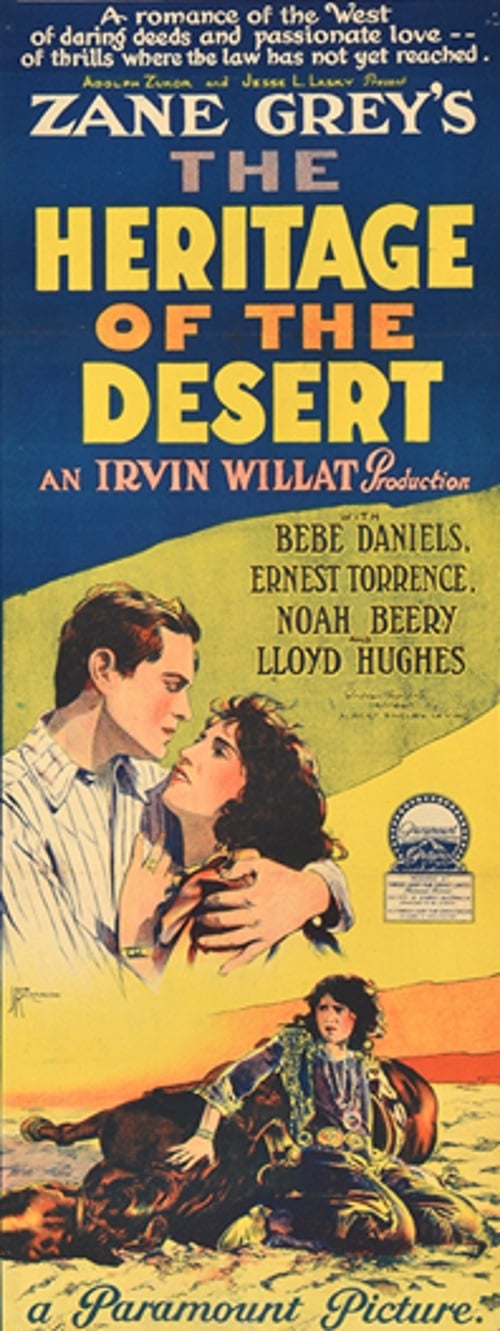 A romance of the West
of daring deeds and passionate love --
of thrills where the law has not yet reached.
ADOLPH ZUKOR and JESSE L. LASKY Present
ZANE GREY'S
THE
HERITAGE
OF THE
DESERT
AN IRVIN WILLAT Production
WITH
BEBE DANIELS,
ERNEST TORRENCE,
NOAH BEERY
AND
LLOYD HUGHES
Paramount
a Paramount Picture.